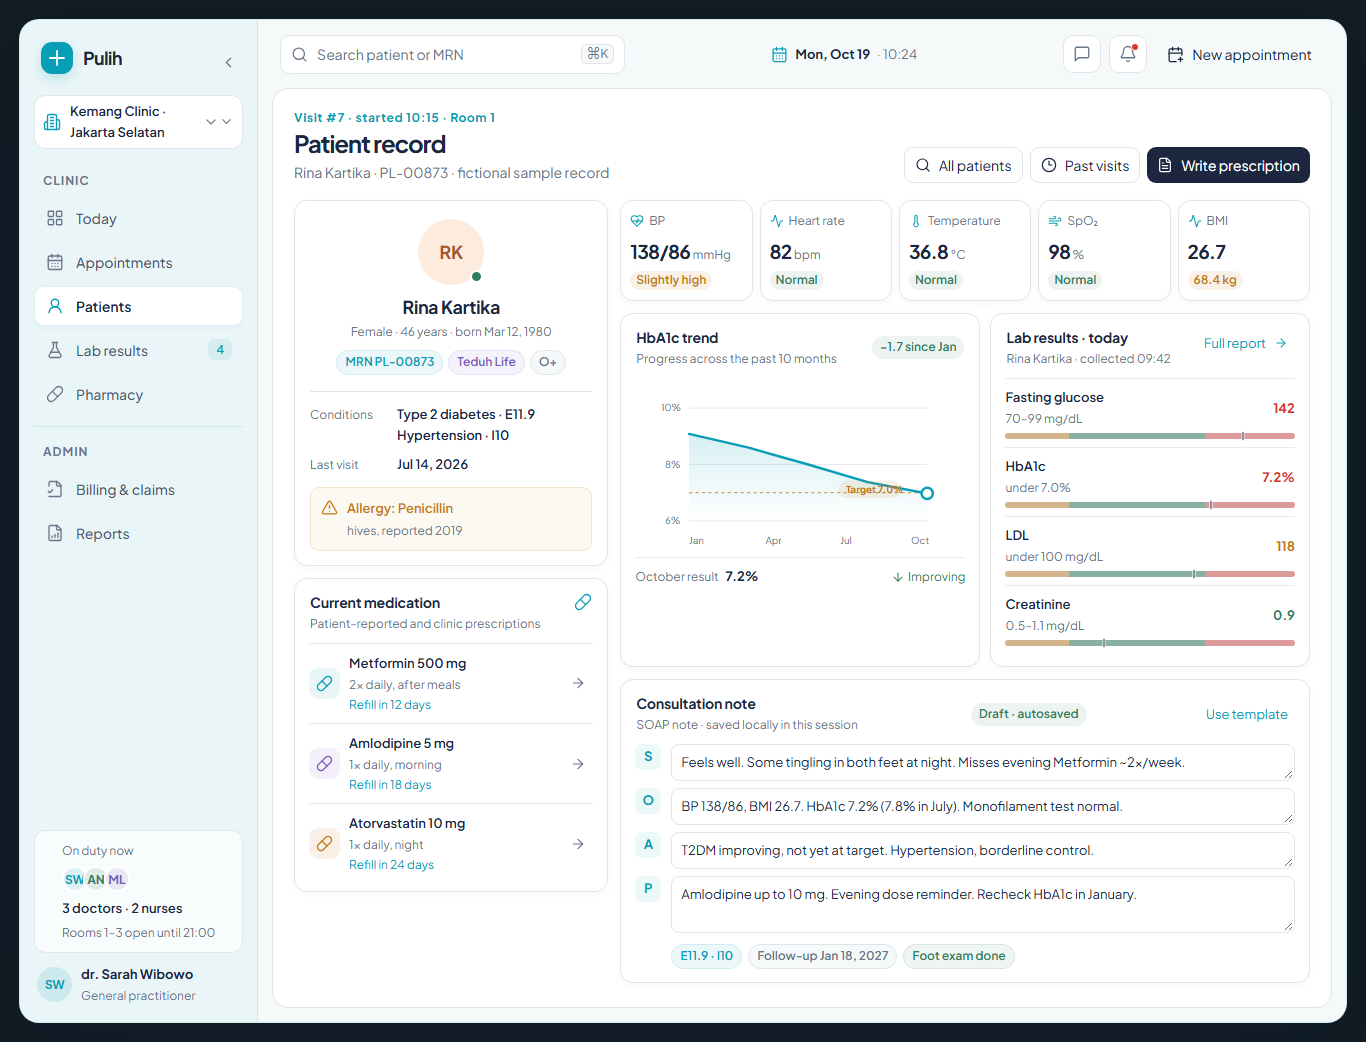 Pulih
Kemang Clinic ·
Jakarta Selatan
CLINIC
Today
Appointments
Patients
Lab results 4
Pharmacy
ADMIN
Billing & claims
Reports
On duty now
SW AN ML
3 doctors · 2 nurses
Rooms 1–3 open until 21:00
SW
dr. Sarah Wibowo
General practitioner
Search patient or MRN ⌘K
Mon, Oct 19 · 10:24
New appointment
Visit #7 · started 10:15 · Room 1
Patient record
Rina Kartika · PL-00873 · fictional sample record
All patients
Past visits
Write prescription
RK
Rina Kartika
Female · 46 years · born Mar 12, 1980
MRN PL-00873 Teduh Life O+
Conditions Type 2 diabetes · E11.9
Hypertension · I10
Last visit Jul 14, 2026
Allergy: Penicillin
hives, reported 2019
Current medication
Patient-reported and clinic prescriptions
Metformin 500 mg
2× daily, after meals
Refill in 12 days
Amlodipine 5 mg
1× daily, morning
Refill in 18 days
Atorvastatin 10 mg
1× daily, night
Refill in 24 days
BP
138/86 mmHg
Slightly high
Heart rate
82 bpm
Normal
Temperature
36.8 °C
Normal
SpO₂
98 %
Normal
BMI
26.7
68.4 kg
HbA1c trend
Progress across the past 10 months
−1.7 since Jan
10%
8%
6%
Target 7.0%
Jan Apr Jul Oct
October result 7.2%
Improving
Lab results · today
Rina Kartika · collected 09:42
Full report
Fasting glucose
70–99 mg/dL
142
HbA1c
under 7.0%
7.2%
LDL
under 100 mg/dL
118
Creatinine
0.5–1.1 mg/dL
0.9
Consultation note
SOAP note · saved locally in this session
Draft · autosaved
Use template
S Feels well. Some tingling in both feet at night. Misses evening Metformin ~2×/week.
O BP 138/86, BMI 26.7. HbA1c 7.2% (7.8% in July). Monofilament test normal.
A T2DM improving, not yet at target. Hypertension, borderline control.
P Amlodipine up to 10 mg. Evening dose reminder. Recheck HbA1c in January.
E11.9 · I10 Follow-up Jan 18, 2027 Foot exam done